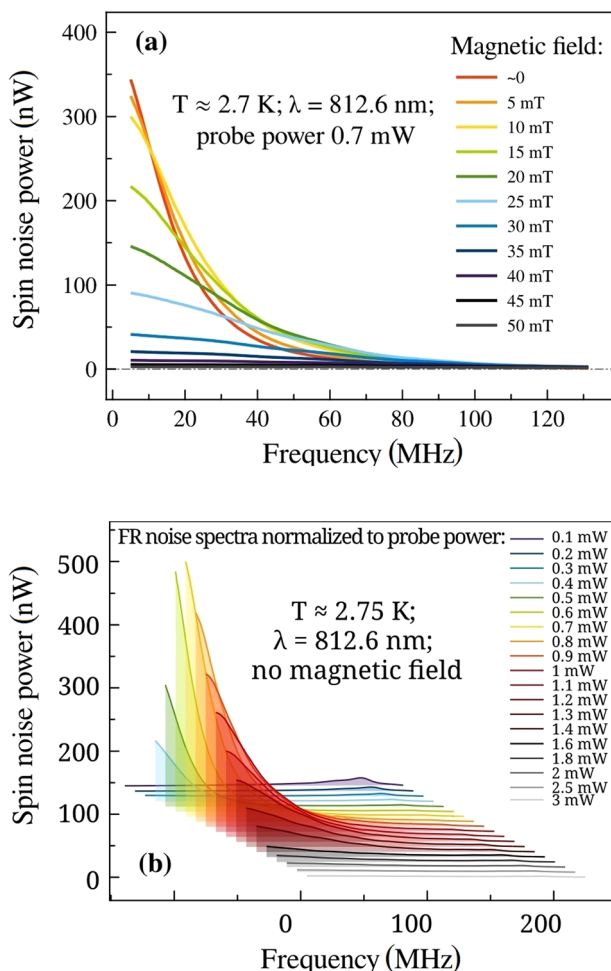 400
300
200
100
0
Spin noise power (nW)
(a)
T ≈ 2.7 K; λ = 812.6 nm;
probe power 0.7 mW
Magnetic field:
~0
5 mT
10 mT
15 mT
20 mT
25 mT
30 mT
35 mT
40 mT
45 mT
50 mT
0 20 40 60 80 100 120
Frequency (MHz)
FR noise spectra normalized to probe power:
500
400
300
200
100
0
Spin noise power (nW)
T ≈ 2.75 K;
λ = 812.6 nm;
no magnetic field
0.1 mW
0.2 mW
0.3 mW
0.4 mW
0.5 mW
0.6 mW
0.7 mW
0.8 mW
0.9 mW
1 mW
1.1 mW
1.2 mW
1.3 mW
1.4 mW
1.6 mW
1.8 mW
2 mW
2.5 mW
3 mW
(b)
0 100 200
Frequency (MHz)